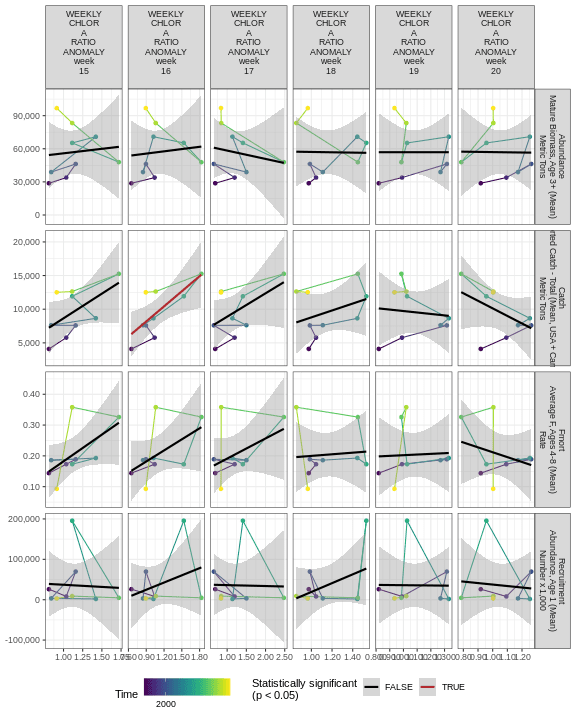 WEEKLY
CHLOR
A
RATIO
ANOMALY
week
15
WEEKLY
CHLOR
A
RATIO
ANOMALY
week
16
WEEKLY
CHLOR
A
RATIO
ANOMALY
week
17
WEEKLY
CHLOR
A
RATIO
ANOMALY
week
18
WEEKLY
CHLOR
A
RATIO
ANOMALY
week
19
WEEKLY
CHLOR
A
RATIO
ANOMALY
week
20
90,000
60,000
30,000
0
Abundance
Mature Biomass, Age 3+ (Mean)
Metric Tons
20,000
15,000
10,000
5,000
Catch
Catch - Total (Mean, USA +
Metric Tons
0.40
0.30
0.20
0.10
Fmort
Average F, Ages 4-8 (Mean)
Rate
200,000
100,000
0
-100,000
Recruitment
Abundance, Age 1 (Mean)
Number x 1,000
1.00 1.25 1.50
0.90 1.20 1.50 1.80
1.00 1.50 2.00 2.50
1.00 1.20 1.40
1.20
1.00 1.20
Time
2000
Statistically significant
(p < 0.05)
FALSE
TRUE